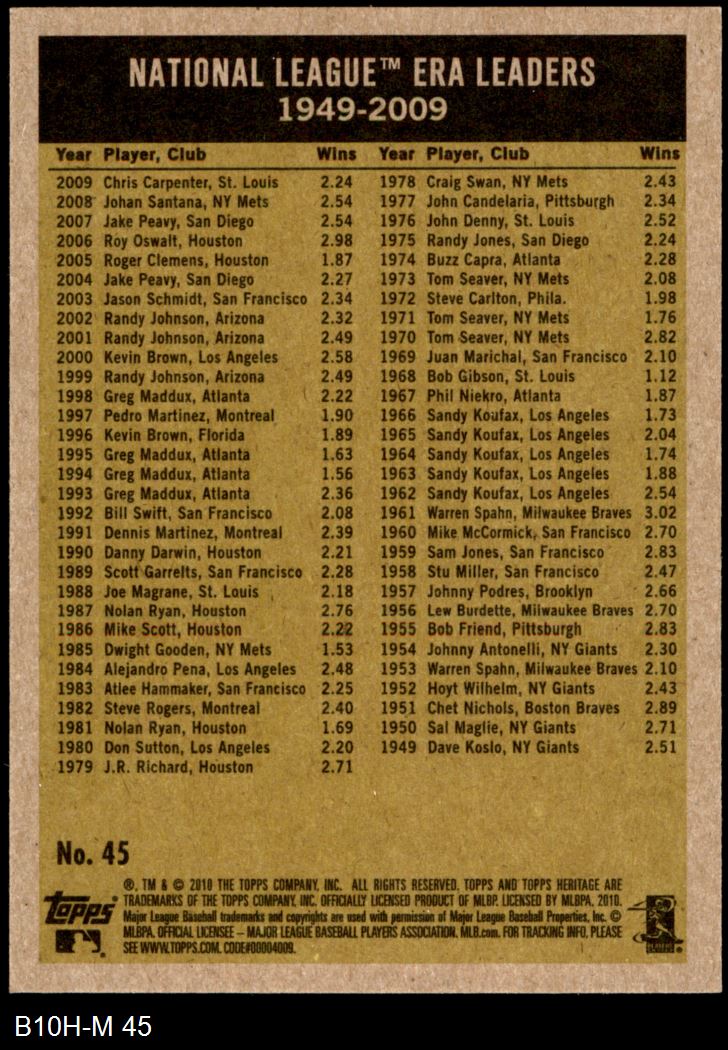 NATIONAL LEAGUE™ ERA LEADERS
1949-2009
Year Player, Club Wins
2009 Chris Carpenter, St. Louis 2.24
2008 Johan Santana, NY Mets 2.54
2007 Jake Peavy, San Diego 2.54
2006 Roy Oswalt, Houston 2.98
2005 Roger Clemens, Houston 1.87
2004 Jake Peavy, San Diego 2.27
2003 Jason Schmidt, San Francisco 2.34
2002 Randy Johnson, Arizona 2.32
2001 Randy Johnson, Arizona 2.49
2000 Kevin Brown, Los Angeles 2.58
1999 Randy Johnson, Arizona 2.49
1998 Greg Maddux, Atlanta 2.22
1997 Pedro Martinez, Montreal 1.90
1996 Kevin Brown, Florida 1.89
1995 Greg Maddux, Atlanta 1.63
1994 Greg Maddux, Atlanta 1.56
1993 Greg Maddux, Atlanta 2.36
1992 Bill Swift, San Francisco 2.08
1991 Dennis Martinez, Montreal 2.39
1990 Danny Darwin, Houston 2.21
1989 Scott Garrelts, San Francisco 2.28
1988 Joe Magrane, St. Louis 2.18
1987 Nolan Ryan, Houston 2.76
1986 Mike Scott, Houston 2.22
1985 Dwight Gooden, NY Mets 1.53
1984 Alejandro Pena, Los Angeles 2.48
1983 Atlee Hammaker, San Francisco 2.25
1982 Steve Rogers, Montreal 2.40
1981 Nolan Ryan, Houston 1.69
1980 Don Sutton, Los Angeles 2.20
1979 J.R. Richard, Houston 2.71
Year Player, Club Wins
1978 Craig Swan, NY Mets 2.43
1977 John Candelaria, Pittsburgh 2.34
1976 John Denny, St. Louis 2.52
1975 Randy Jones, San Diego 2.24
1974 Buzz Capra, Atlanta 2.28
1973 Tom Seaver, NY Mets 2.08
1972 Steve Carlton, Phila. 1.98
1971 Tom Seaver, NY Mets 1.76
1970 Tom Seaver, NY Mets 2.82
1969 Juan Marichal, San Francisco 2.10
1968 Bob Gibson, St. Louis 1.12
1967 Phil Niekro, Atlanta 1.87
1966 Sandy Koufax, Los Angeles 1.73
1965 Sandy Koufax, Los Angeles 2.04
1964 Sandy Koufax, Los Angeles 1.74
1963 Sandy Koufax, Los Angeles 1.88
1962 Sandy Koufax, Los Angeles 2.54
1961 Warren Spahn, Milwaukee Braves 3.02
1960 Mike McCormick, San Francisco 2.70
1959 Sam Jones, San Francisco 2.83
1958 Stu Miller, San Francisco 2.47
1957 Johnny Podres, Brooklyn 2.66
1956 Lew Burdette, Milwaukee Braves 2.70
1955 Bob Friend, Pittsburgh 2.83
1954 Johnny Antonelli, NY Giants 2.30
1953 Warren Spahn, Milwaukee Braves 2.10
1952 Hoyt Wilhelm, NY Giants 2.43
1951 Chet Nichols, Boston Braves 2.89
1950 Sal Maglie, NY Giants 2.71
1949 Dave Koslo, NY Giants 2.51
No. 45
Topps
®, TM & © 2010 THE TOPPS COMPANY, INC. ALL RIGHTS RESERVED. TOPPS AND TOPPS HERITAGE ARE
TRADEMARKS OF THE TOPPS COMPANY, INC. OFFICIALLY LICENSED PRODUCT OF MLBP. LICENSED BY MLBPA, 2010.
Major League Baseball trademarks and copyrights are used with permission of Major League Baseball Properties, Inc. ©
MLBPA. OFFICIAL LICENSEE – MAJOR LEAGUE BASEBALL PLAYERS ASSOCIATION. MLB.com. FOR TRACKING INFO, PLEASE
SEE WWW.TOPPS.COM. CODE#00004009.
B10H-M 45